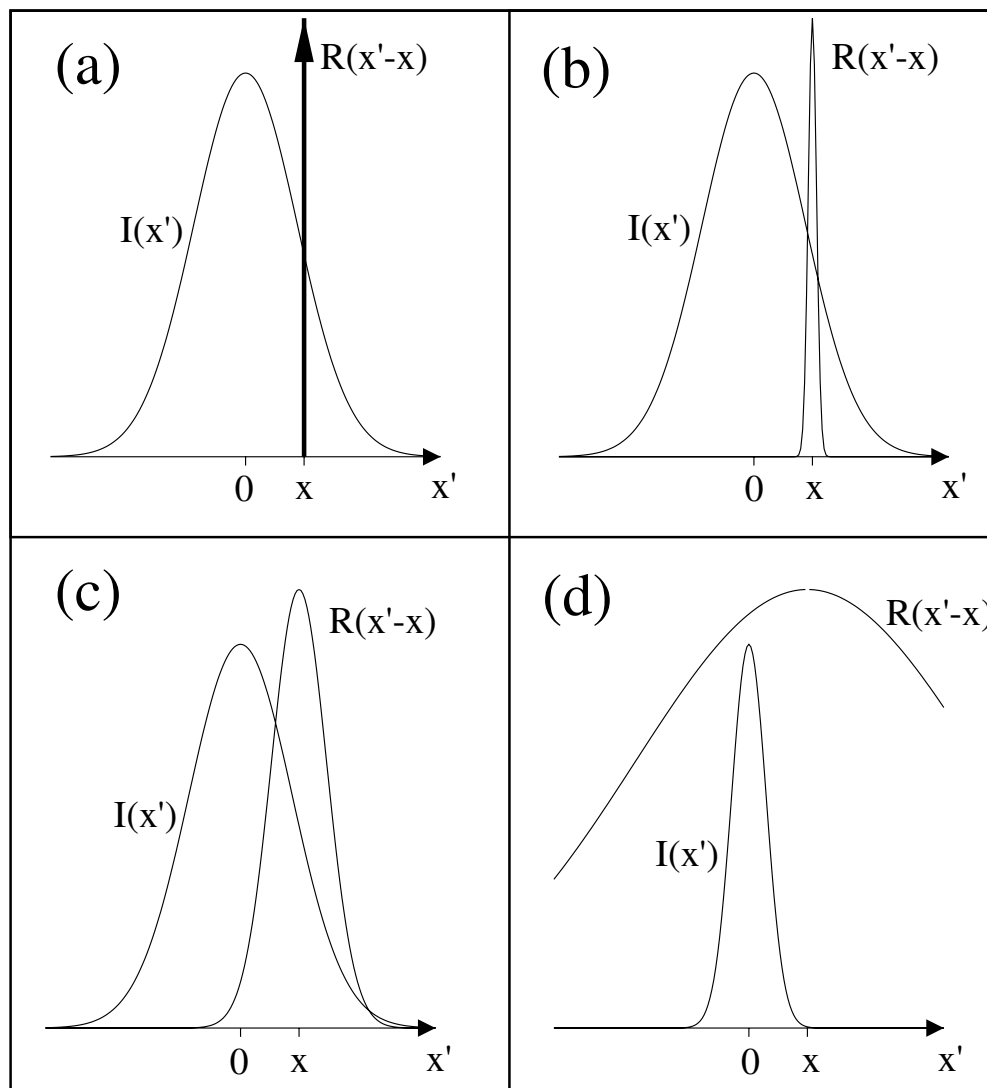 (a)
R(x'-x)
I(x')
0 x x'
(b)
R(x'-x)
I(x')
0 x x'
(c)
R(x'-x)
I(x')
0 x x'
(d)
R(x'-x)
I(x')
0 x x'